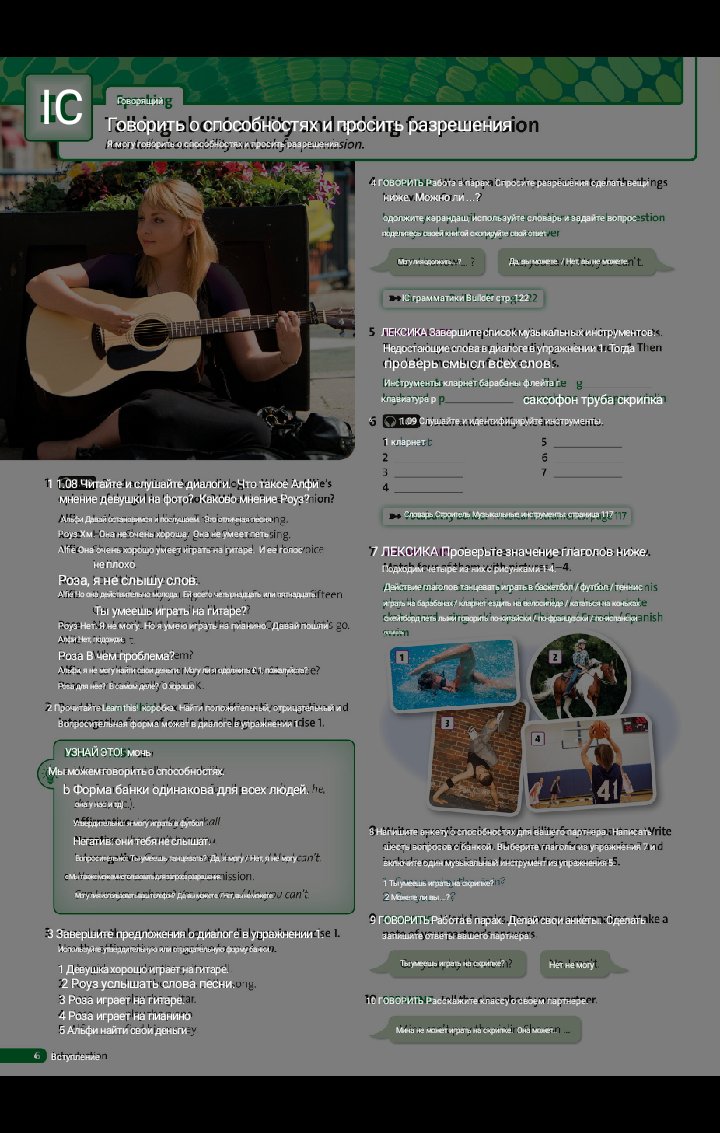 IC
Говорящий
Говорить о способностях и просить разрешения
Я могу говорить о способностях и просить разрешения.
1 1.08 Читайте и слушайте диалоги. Что такое Алфи
мнение девушки на фото? Каково мнение Роуз?
Альфи Давай остановимся и послушаем. Это отличная песня.
Роуз Хм. Она не очень хороша. Она не умеет петь.
Alfie Она очень хорошо умеет играть на гитаре. И ее голос
не плохо.
Роза, я не слышу слов.
Alfie Но она действительно молода. Ей всего четырнадцать или пятнадцать.
Ты умеешь играть на гитаре?
Роуз Нет. Я не могу. Но я умею играть на пианино. Давай пошли.
Алфи Нет, подожди.
Роза В чем проблема?
Альфи, я не могу найти свои деньги. Могу ли я одолжить £ 1, пожалуйста?
Роза для нее? В самом деле? О хорошо.
2 Прочитайте Learn this! коробка. Найти положительный, отрицательный и
Вопросительная форма может в диалоге в упражнении 1.
УЗНАЙ ЭТО! мочь
Мы можем говорить о способностях.
b Форма банки одинакова для всех людей.
она у нас и тд)
Утвердительно: я могу играть в футбол
Негатив: они тебя не слышат.
Вопросительно: Ты умеешь танцевать? Да, я могу / Нет, я не могу
с Мы также можем использовать для запроса разрешения.
Могу ли я использовать ваш телефон? Да вы можете / Нет, вы не можете
3 Завершите предложения о диалоге в упражнении 1.
Используйте утвердительную или отрицательную форму банки.
1 Девушка хорошо играет на гитаре.
2 Роуз услышать слова песни.
3 Роза играет на гитаре.
4 Роза играет на пианино
5 Альфи найти свои деньги
6 Вступление
4 ГОВОРИТЬ Работа в парах. Спросите разрешения сделать вещи
ниже. Можно ли ...?
одолжите карандаш, используйте словарь и задайте вопрос
поделитесь своей книгой скопируйте свой ответ
Могу ли я одолжить...?
Да, вы можете. / Нет, вы не можете.
IC грамматики Builder стр. 122
5 ЛЕКСИКА Завершите список музыкальных инструментов.
Недостающие слова в диалоге в упражнении 1. Тогда
проверь смысл всех слов.
Инструменты кларнет барабаны флейта г
клавиатура р саксофон труба скрипка
6 1.09 Слушайте и идентифицируйте инструменты.
1 кларнет
2
3
4
5
6
7
Словарь Строитель Музыкальные инструменты: страница 117
7 ЛЕКСИКА Проверьте значение глаголов ниже.
Подходим четыре из них с рисунками 1–4.
Действие глаголов танцевать играть в баскетбол / футбол / теннис
играть на барабанах / кларнет ездить на велосипеде / кататься на коньках
скейтборд петь лыжи говорить по-китайски / по-французски / по-испански
1
2
3
4
41
8 Напишите анкету о способностях для вашего партнера. Написать
шесть вопросов с банкой. Выберите глаголы из упражнения 7 и
включите один музыкальный инструмент из упражнения 5.
1 Ты умеешь играть на скрипке?
2 Можете ли вы ...?
9 ГОВОРИТЬ Работа в парах. Делай свои анкеты. Сделать
запишите ответы вашего партнера.
Ты умеешь играть на скрипке?
Нет не могу
10 ГОВОРИТЬ Расскажите классу о своем партнере.
Мина не может играть на скрипке. Она может ...